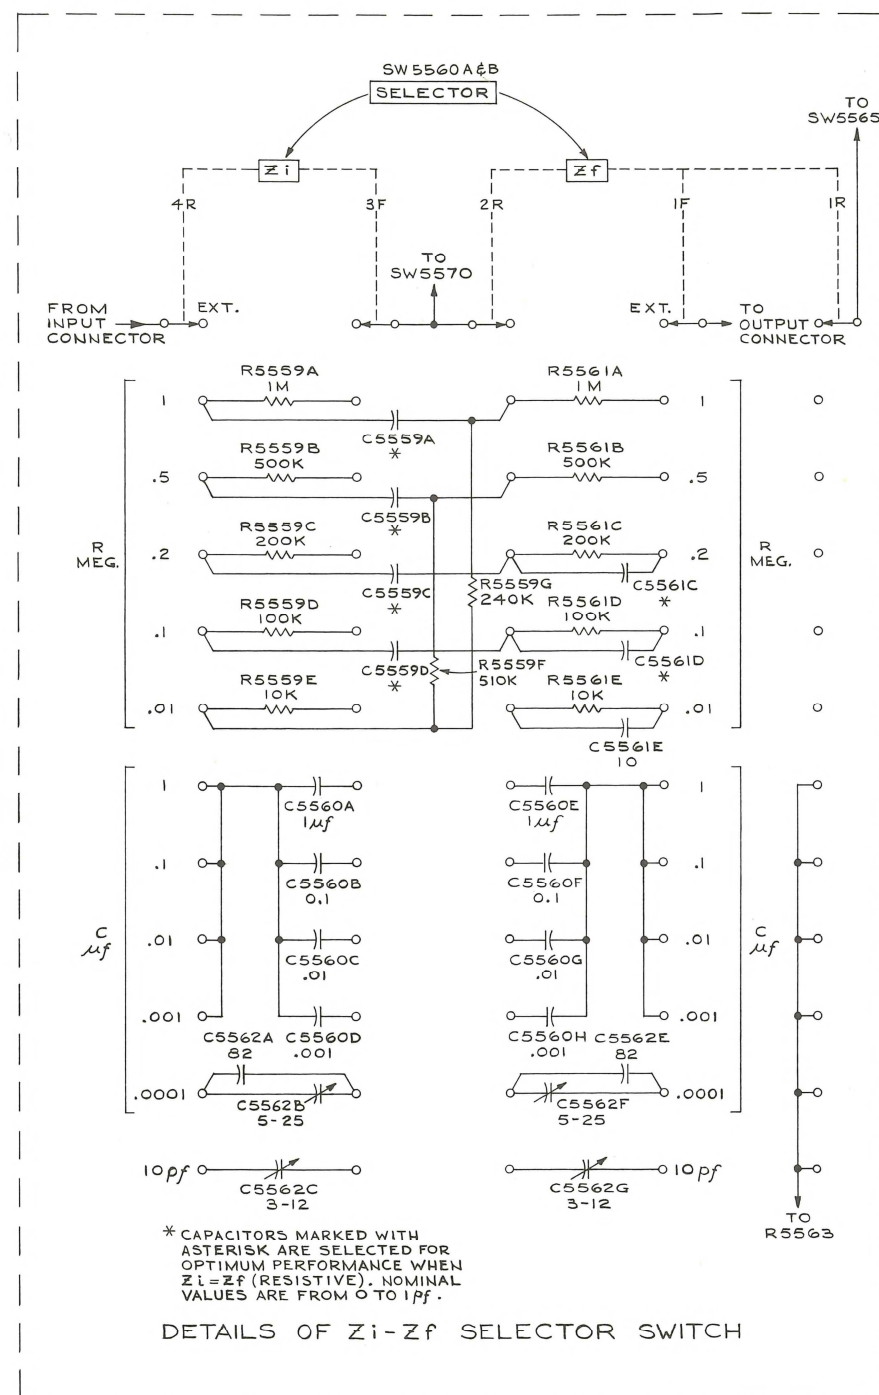 SW5560A&B
SELECTOR
TO
SW5565
Zi
Zf
4R
3F
2R
1F
1R
TO
SW5570
FROM
INPUT
CONNECTOR
EXT.
EXT.
TO
OUTPUT
CONNECTOR
R5559A
1M
R5561A
1M
1
C5559A
*
1
R5559B
500K
R5561B
500K
.5
C5559B
*
.5
R
MEG.
R5559C
200K
R5561C
200K
.2
C5559C
*
R5559G
240K
C5561C
*
.2
R
MEG.
R5559D
100K
R5561D
100K
.1
C5559D
*
R5559F
510K
C5561D
*
.1
R5559E
10K
R5561E
10K
.01
C5561E
10
.01
1
C5560A
1µf
C5560E
1µf
1
.1
C5560B
0.1
C5560F
0.1
.1
C
µf
.01
C5560C
.01
C5560G
.01
.01
C
µf
.001
C5562A
82
C5560D
.001
C5560H
.001
C5562E
82
.001
.0001
C5562B
5-25
C5562F
5-25
.0001
10pf
C5562C
3-12
C5562G
3-12
10pf
TO
R5563
* CAPACITORS MARKED WITH
ASTERISK ARE SELECTED FOR
OPTIMUM PERFORMANCE WHEN
Zi=Zf (RESISTIVE). NOMINAL
VALUES ARE FROM 0 TO 1pf.
DETAILS OF Zi-Zf SELECTOR SWITCH